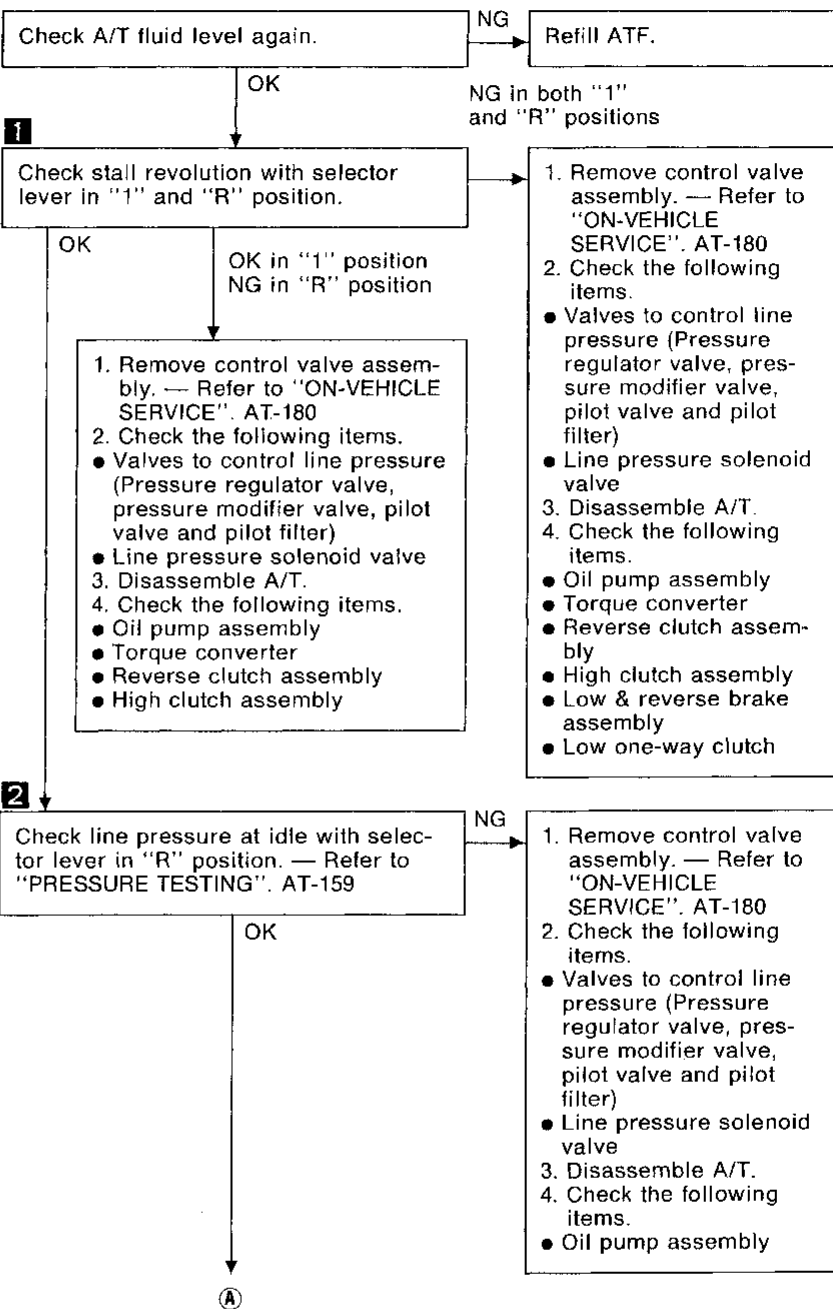 Check A/T fluid level again.
NG
Refill ATF.
OK
NG in both "1"
and "R" positions
1
Check stall revolution with selector
lever in "1" and "R" position.
1. Remove control valve
assembly. — Refer to
"ON-VEHICLE
SERVICE". AT-180
2. Check the following
items.
● Valves to control line
pressure (Pressure
regulator valve, pres-
sure modifier valve,
pilot valve and pilot
filter)
● Line pressure solenoid
valve
3. Disassemble A/T.
4. Check the following
items.
● Oil pump assembly
● Torque converter
● Reverse clutch assem-
bly
● High clutch assembly
● Low & reverse brake
assembly
● Low one-way clutch
OK
OK in "1" position
NG in "R" position
1. Remove control valve assem-
bly. — Refer to "ON-VEHICLE
SERVICE". AT-180
2. Check the following items.
● Valves to control line pressure
(Pressure regulator valve,
pressure modifier valve, pilot
valve and pilot filter)
● Line pressure solenoid valve
3. Disassemble A/T.
4. Check the following items.
● Oil pump assembly
● Torque converter
● Reverse clutch assembly
● High clutch assembly
2
Check line pressure at idle with selec-
tor lever in "R" position. — Refer to
"PRESSURE TESTING". AT-159
NG
1. Remove control valve
assembly. — Refer to
"ON-VEHICLE
SERVICE". AT-180
2. Check the following
items.
● Valves to control line
pressure (Pressure
regulator valve, pres-
sure modifier valve,
pilot valve and pilot
filter)
● Line pressure solenoid
valve
3. Disassemble A/T.
4. Check the following
items.
● Oil pump assembly
OK
Ⓐ